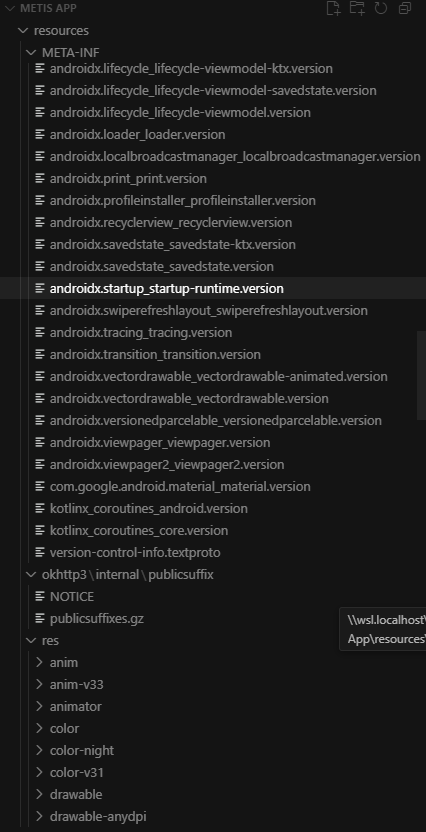 METIS APP
resources
META-INF
androidx.lifecycle_lifecycle-viewmodel-ktx.version
androidx.lifecycle_lifecycle-viewmodel-savedstate.version
androidx.lifecycle_lifecycle-viewmodel.version
androidx.loader_loader.version
androidx.localbroadcastmanager_localbroadcastmanager.version
androidx.print_print.version
androidx.profileinstaller_profileinstaller.version
androidx.recyclerview_recyclerview.version
androidx.savedstate_savedstate-ktx.version
androidx.savedstate_savedstate.version
androidx.startup_startup-runtime.version
androidx.swiperefreshlayout_swiperefreshlayout.version
androidx.tracing_tracing.version
androidx.transition_transition.version
androidx.vectordrawable_vectordrawable-animated.version
androidx.vectordrawable_vectordrawable.version
androidx.versionedparcelable_versionedparcelable.version
androidx.viewpager_viewpager.version
androidx.viewpager2_viewpager2.version
com.google.android.material_material.version
kotlinx_coroutines_android.version
kotlinx_coroutines_core.version
version-control-info.textproto
okhttp3\internal\publicsuffix
NOTICE
publicsuffixes.gz
\\wsl.localhost\
App\resources\
res
anim
anim-v33
animator
color
color-night
color-v31
drawable
drawable-anydpi